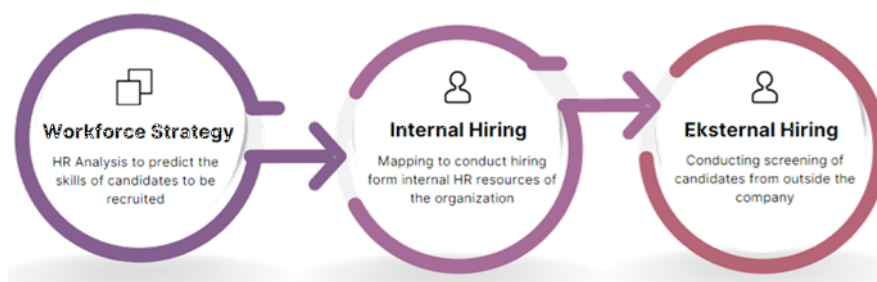 Workforce Strategy
HR Analysis to predict the
skills of candidates to be
recruited
Internal Hiring
Mapping to conduct hiring
form internal HR resources of
the organization
Eksternal Hiring
Conducting screening of
candidates from outside the
company